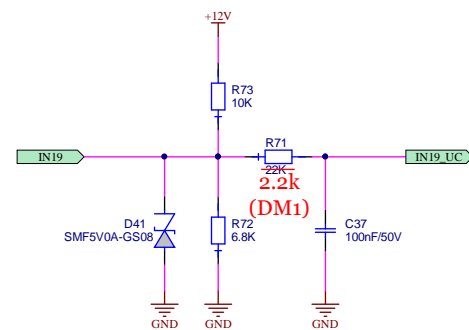 +12V
R73
10K
R71
IN19
IN19_UC
22K
2.2k
(DM1)
D41
SMF5V0A-GS08
R72
6.8K
C37
100nF/50V
GND
GND
GND